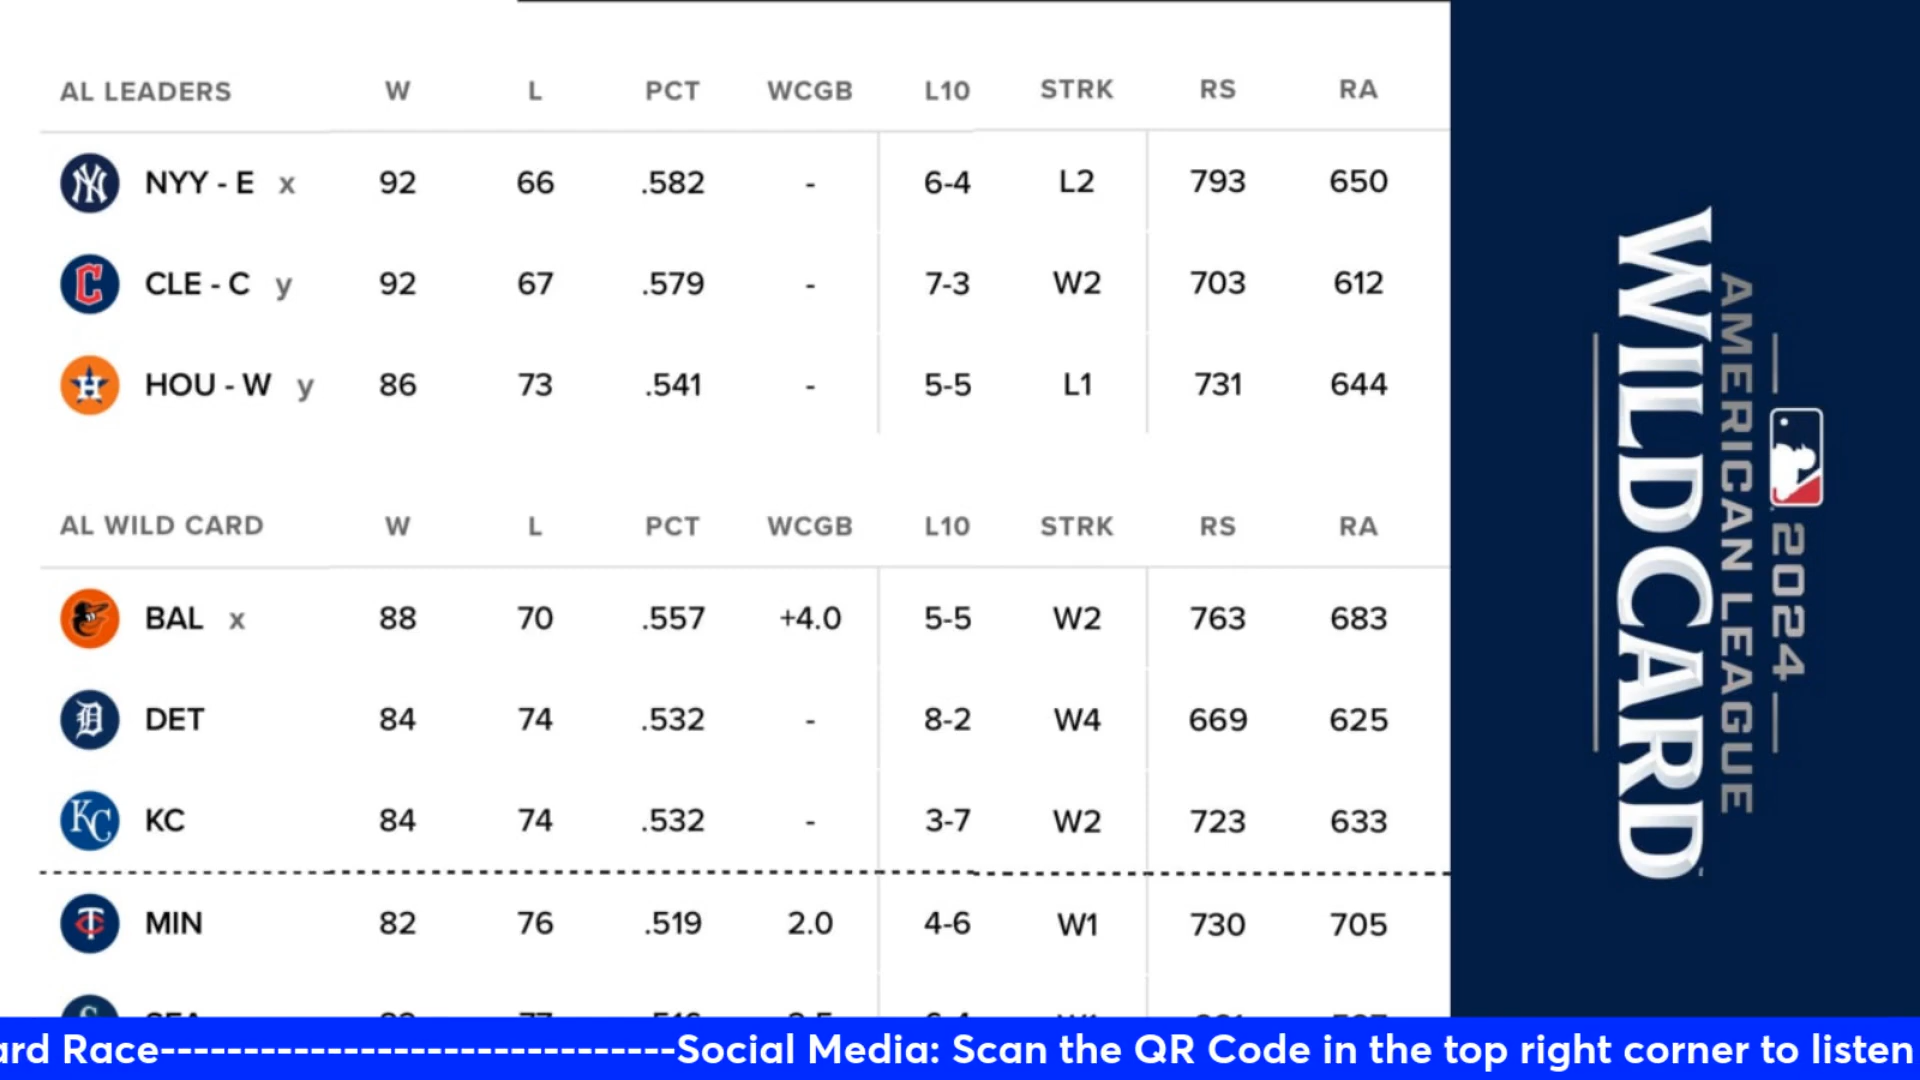 AL LEADERS W L PCT WCGB L10 STRK RS RA
NYY - E x 92 66 .582 - 6-4 L2 793 650
CLE - C y 92 67 .579 - 7-3 W2 703 612
HOU - W y 86 73 .541 - 5-5 L1 731 644
AL WILD CARD W L PCT WCGB L10 STRK RS RA
BAL x 88 70 .557 +4.0 5-5 W2 763 683
DET 84 74 .532 - 8-2 W4 669 625
KC 84 74 .532 - 3-7 W2 723 633
MIN 82 76 .519 2.0 4-6 W1 730 705
2024
AMERICAN LEAGUE
WILD CARD
ard Race-------------------------------Social Media: Scan the QR Code in the top right corner to listen